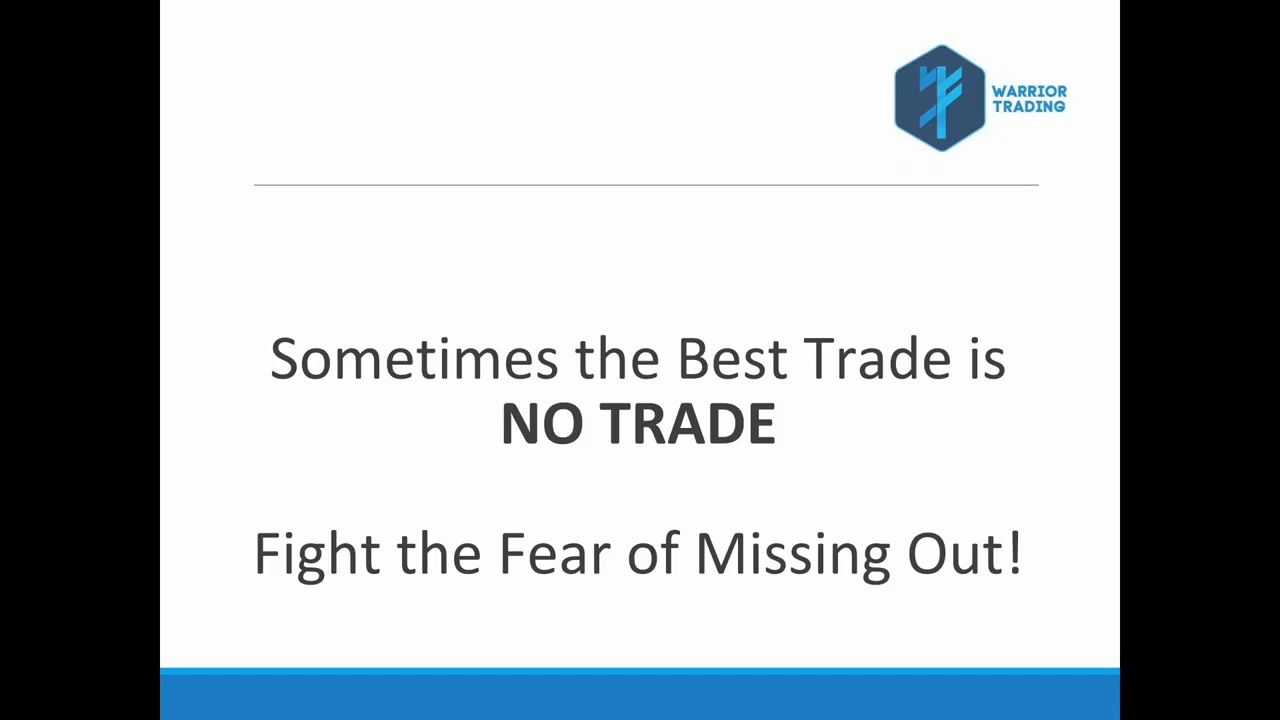 WARRIOR
TRADING
Sometimes the Best Trade is
NO TRADE
Fight the Fear of Missing Out!